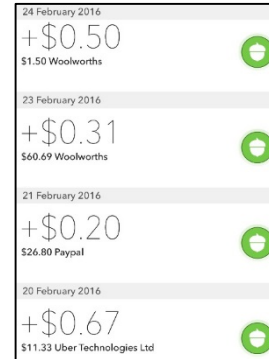 24 February 2016
+$0.50
$1.50 Woolworths
23 February 2016
+$0.31
$60.69 Woolworths
21 February 2016
+$0.20
$26.80 Paypal
20 February 2016
+$0.67
$11.33 Uber Technologies Ltd